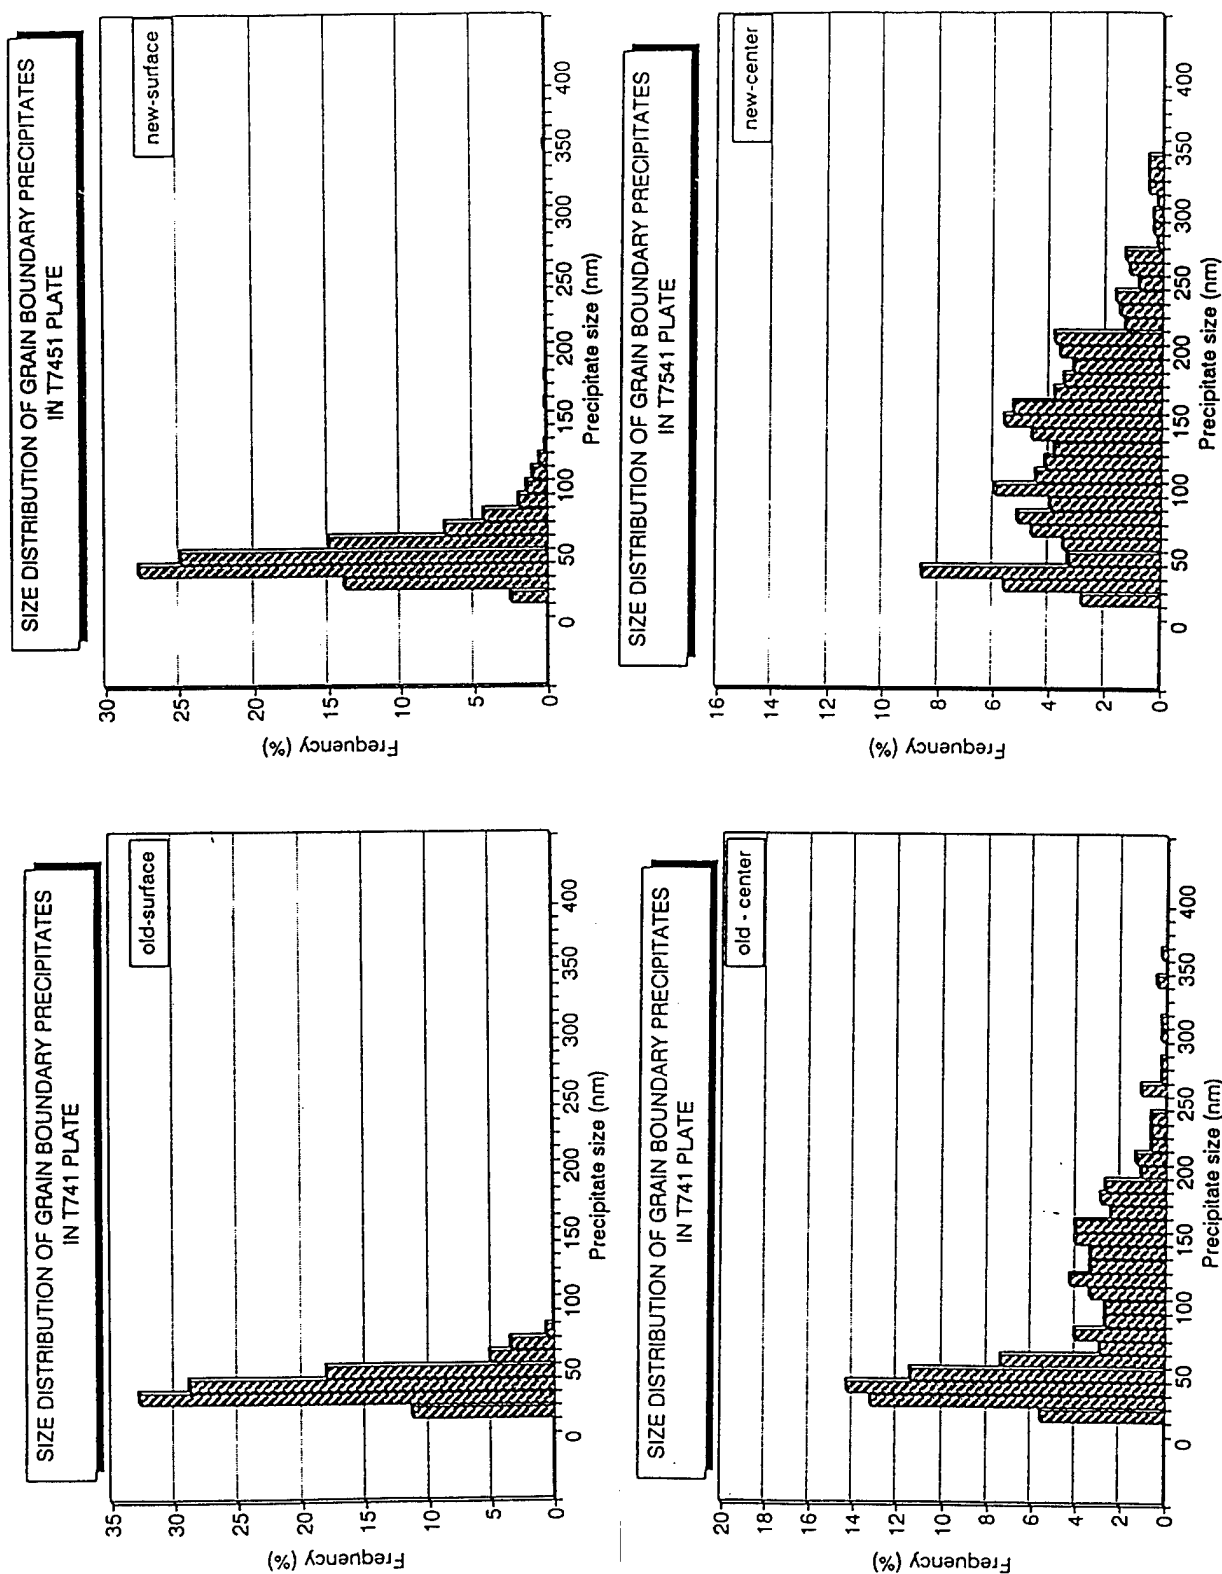 SIZE DISTRIBUTION OF GRAIN BOUNDARY PRECIPITATES
IN T741 PLATE
old-surface
Frequency (%)
35
30
25
20
15
10
5
0
0 50 100 150 200 250 300 350 400
Precipitate size (nm)
SIZE DISTRIBUTION OF GRAIN BOUNDARY PRECIPITATES
IN T7451 PLATE
new-surface
Frequency (%)
30
25
20
15
10
5
0
0 50 100 150 200 250 300 350 400
Precipitate size (nm)
SIZE DISTRIBUTION OF GRAIN BOUNDARY PRECIPITATES
IN T741 PLATE
old - center
Frequency (%)
20
18
16
14
12
10
8
6
4
2
0
0 50 100 150 200 250 300 350 400
Precipitate size (nm)
SIZE DISTRIBUTION OF GRAIN BOUNDARY PRECIPITATES
IN T7541 PLATE
new-center
Frequency (%)
16
14
12
10
8
6
4
2
0
0 50 100 150 200 250 300 350 400
Precipitate size (nm)